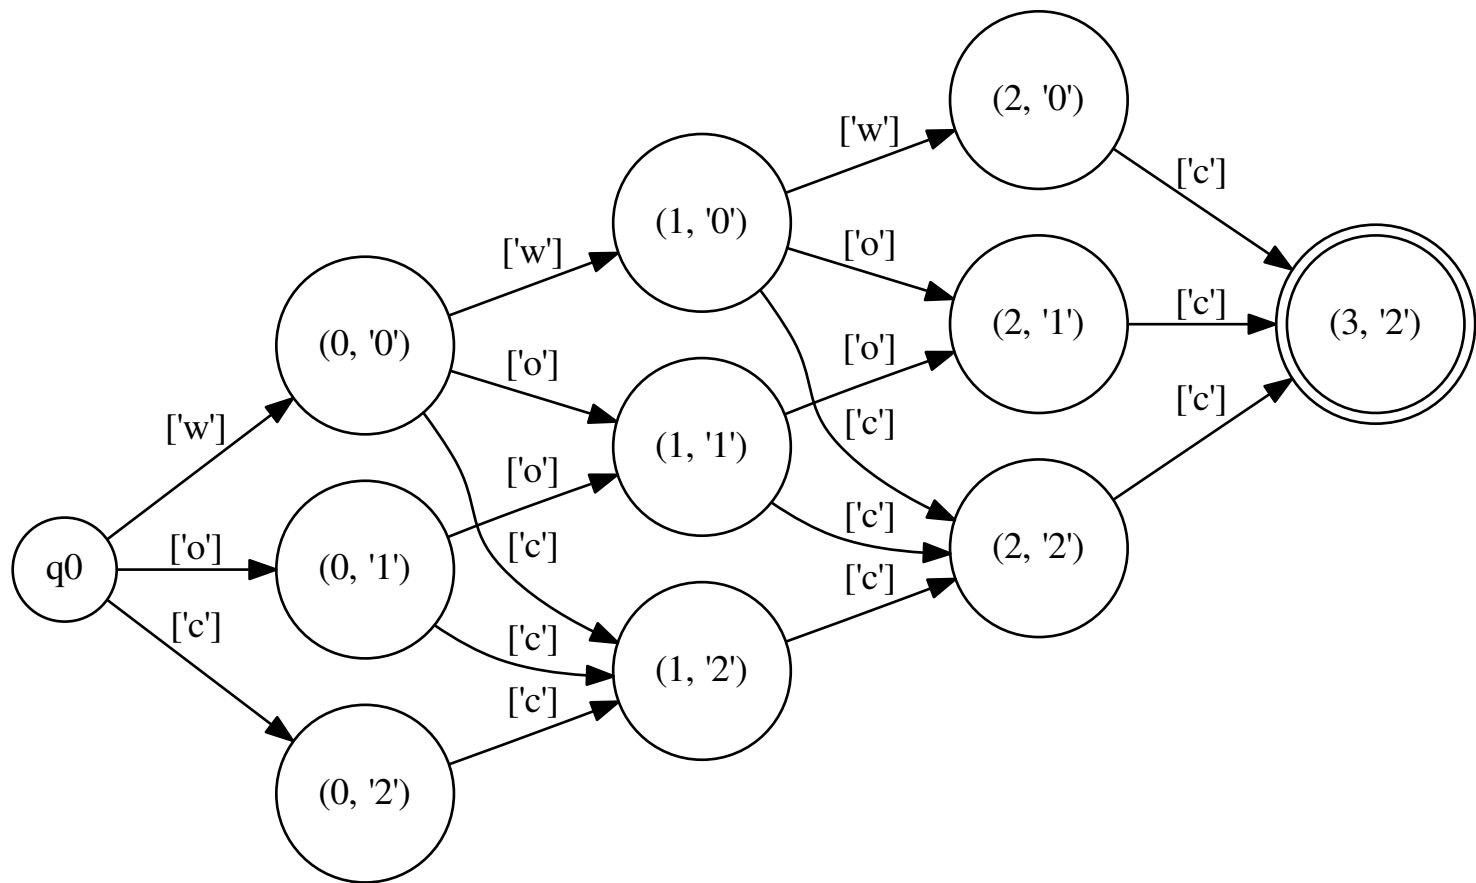 (2, '0')
['w']
['c']
(1, '0')
['o']
['w']
(2, '1')
['c']
(3, '2')
(0, '0')
['o']
['o']
['w']
(1, '1')
['c']
['c']
['o']
['c']
(2, '2')
q0
['o']
(0, '1')
['c']
['c']
['c']
['c']
(1, '2')
['c']
(0, '2')